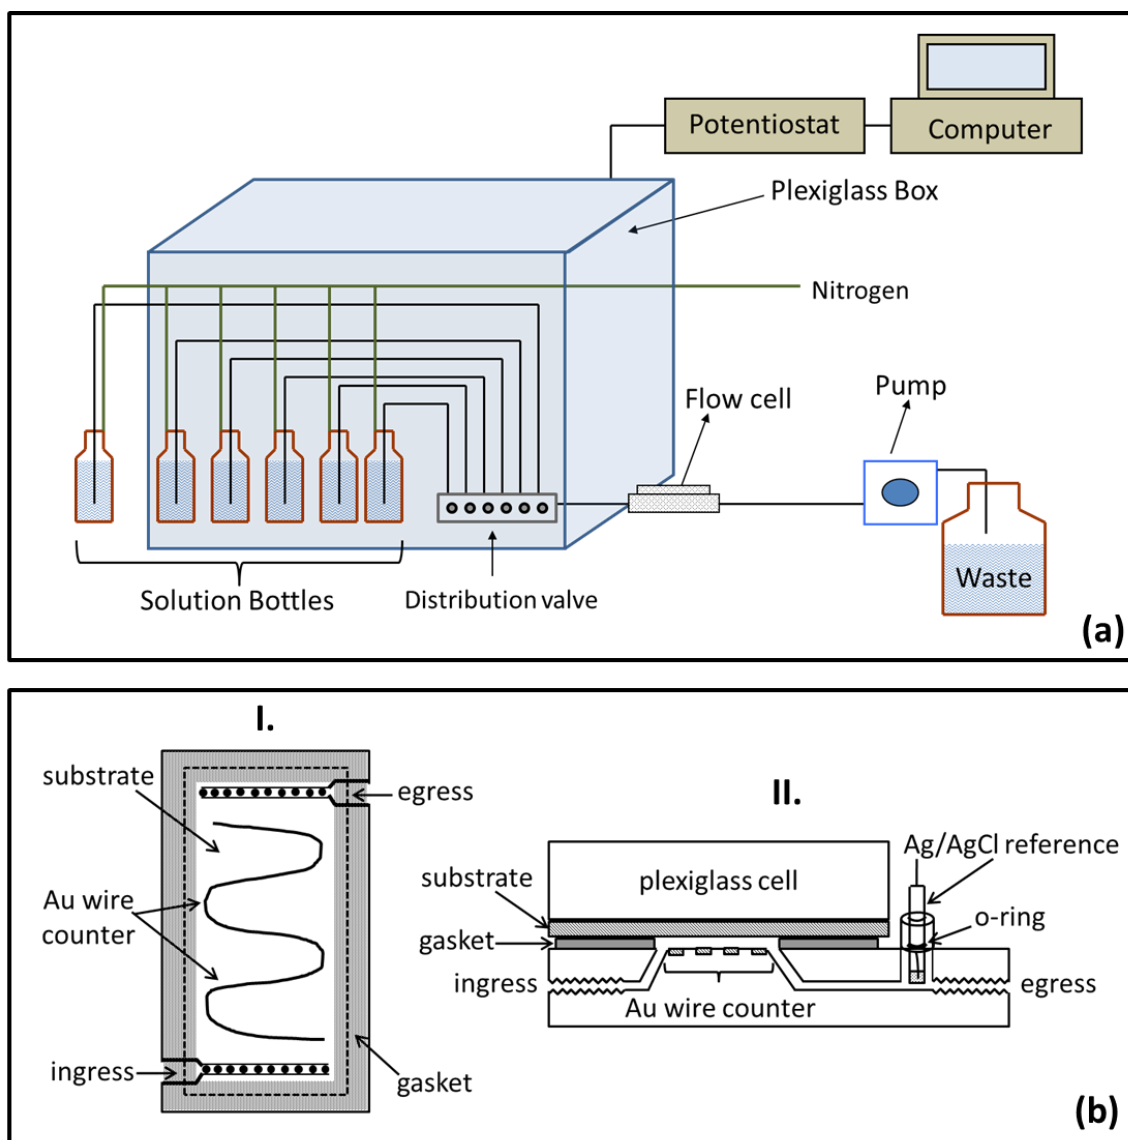 Potentiostat
Computer
Plexiglass Box
Nitrogen
Flow cell
Pump
Waste
Solution Bottles
Distribution valve
(a)
I.
substrate
egress
Au wire
counter
ingress
gasket
II.
Ag/AgCl reference
substrate
plexiglass cell
o-ring
gasket
ingress
egress
Au wire counter
(b)